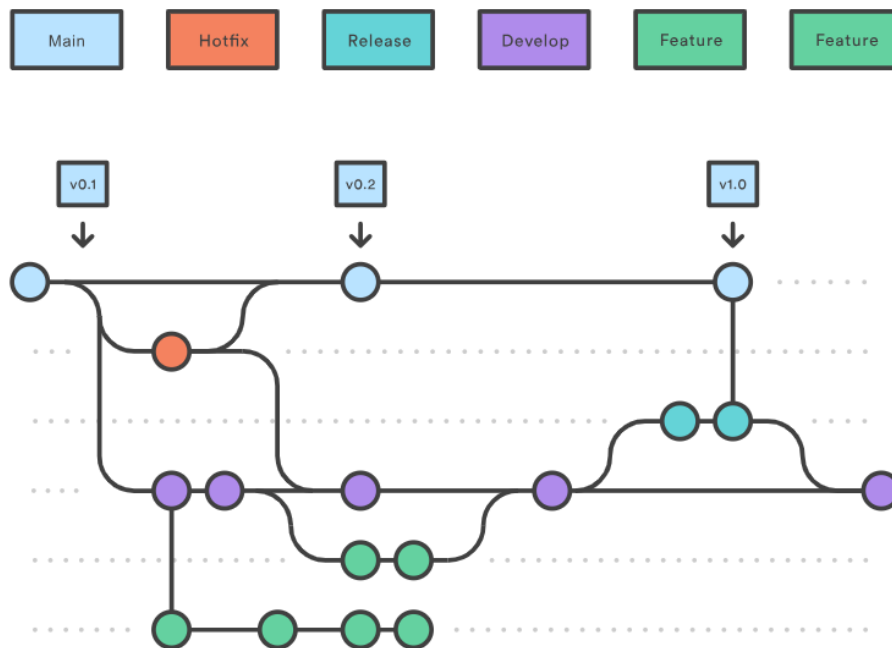 Main
Hotfix
Release
Develop
Feature
Feature
v0.1
v0.2
v1.0